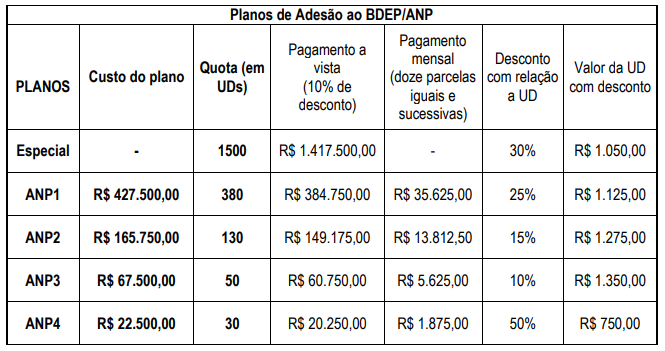 Planos de Adesão ao BDEP/ANP
PLANOS
Custo do plano
Quota (em
UDs)
Pagamento a
vista
(10% de
desconto)
Pagamento
mensal
(doze parcelas
iguais e
sucessivas)
Desconto
com relação
a UD
Valor da UD
com desconto
Especial - 1500 R$ 1.417.500,00 - 30% R$ 1.050,00
ANP1 R$ 427.500,00 380 R$ 384.750,00 R$ 35.625,00 25% R$ 1.125,00
ANP2 R$ 165.750,00 130 R$ 149.175,00 R$ 13.812,50 15% R$ 1.275,00
ANP3 R$ 67.500,00 50 R$ 60.750,00 R$ 5.625,00 10% R$ 1.350,00
ANP4 R$ 22.500,00 30 R$ 20.250,00 R$ 1.875,00 50% R$ 750,00